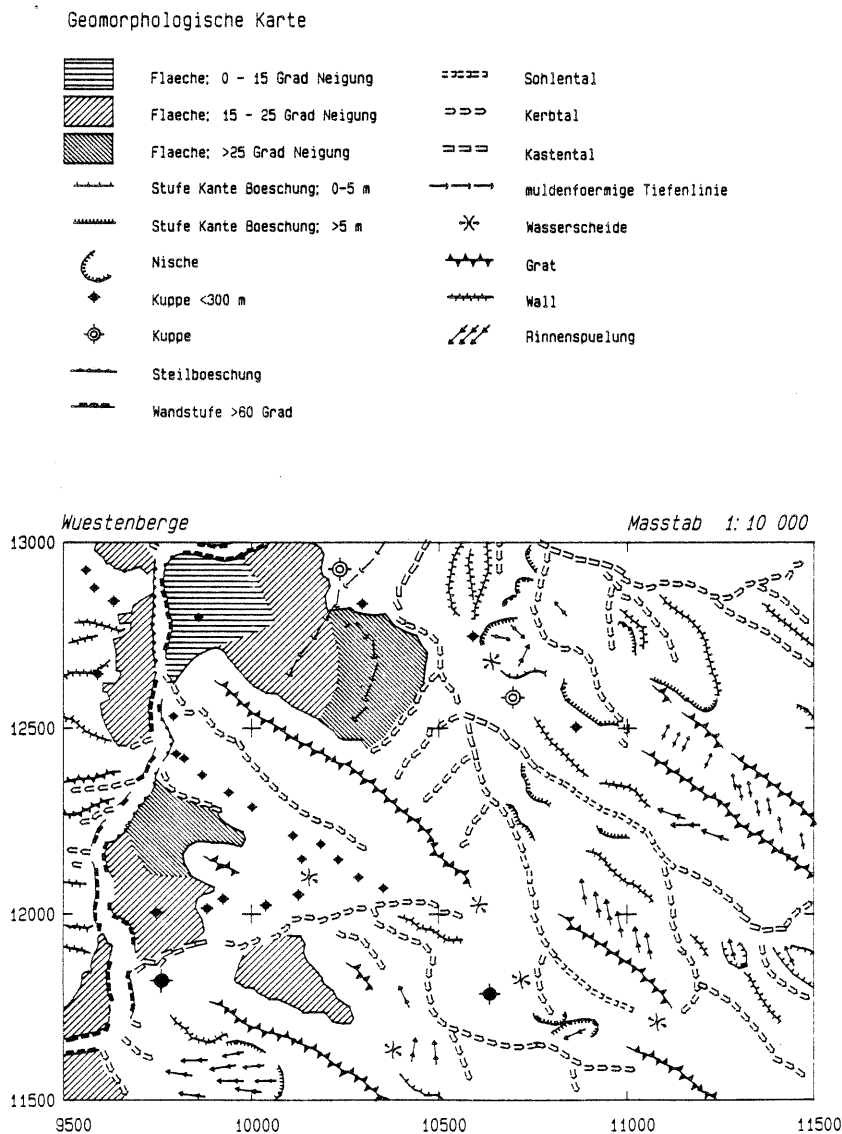 Geomorphologische Karte
Flaeche: 0 - 15 Grad Neigung
Flaeche: 15 - 25 Grad Neigung
Flaeche: >25 Grad Neigung
Stufe Kante Boeschung: 0-5 m
Stufe Kante Boeschung: >5 m
Nische
Kuppe <300 m
Kuppe
Steilboeschung
Wandstufe >60 Grad
Sohlental
Kerbtal
Kastental
muldenfoermige Tiefenlinie
Wasserscheide
Grat
Wall
Rinnenspuelung
Wuestenberge
Masstab 1:10 000
13000
12500
12000
11500
9500 10000 10500 11000 11500